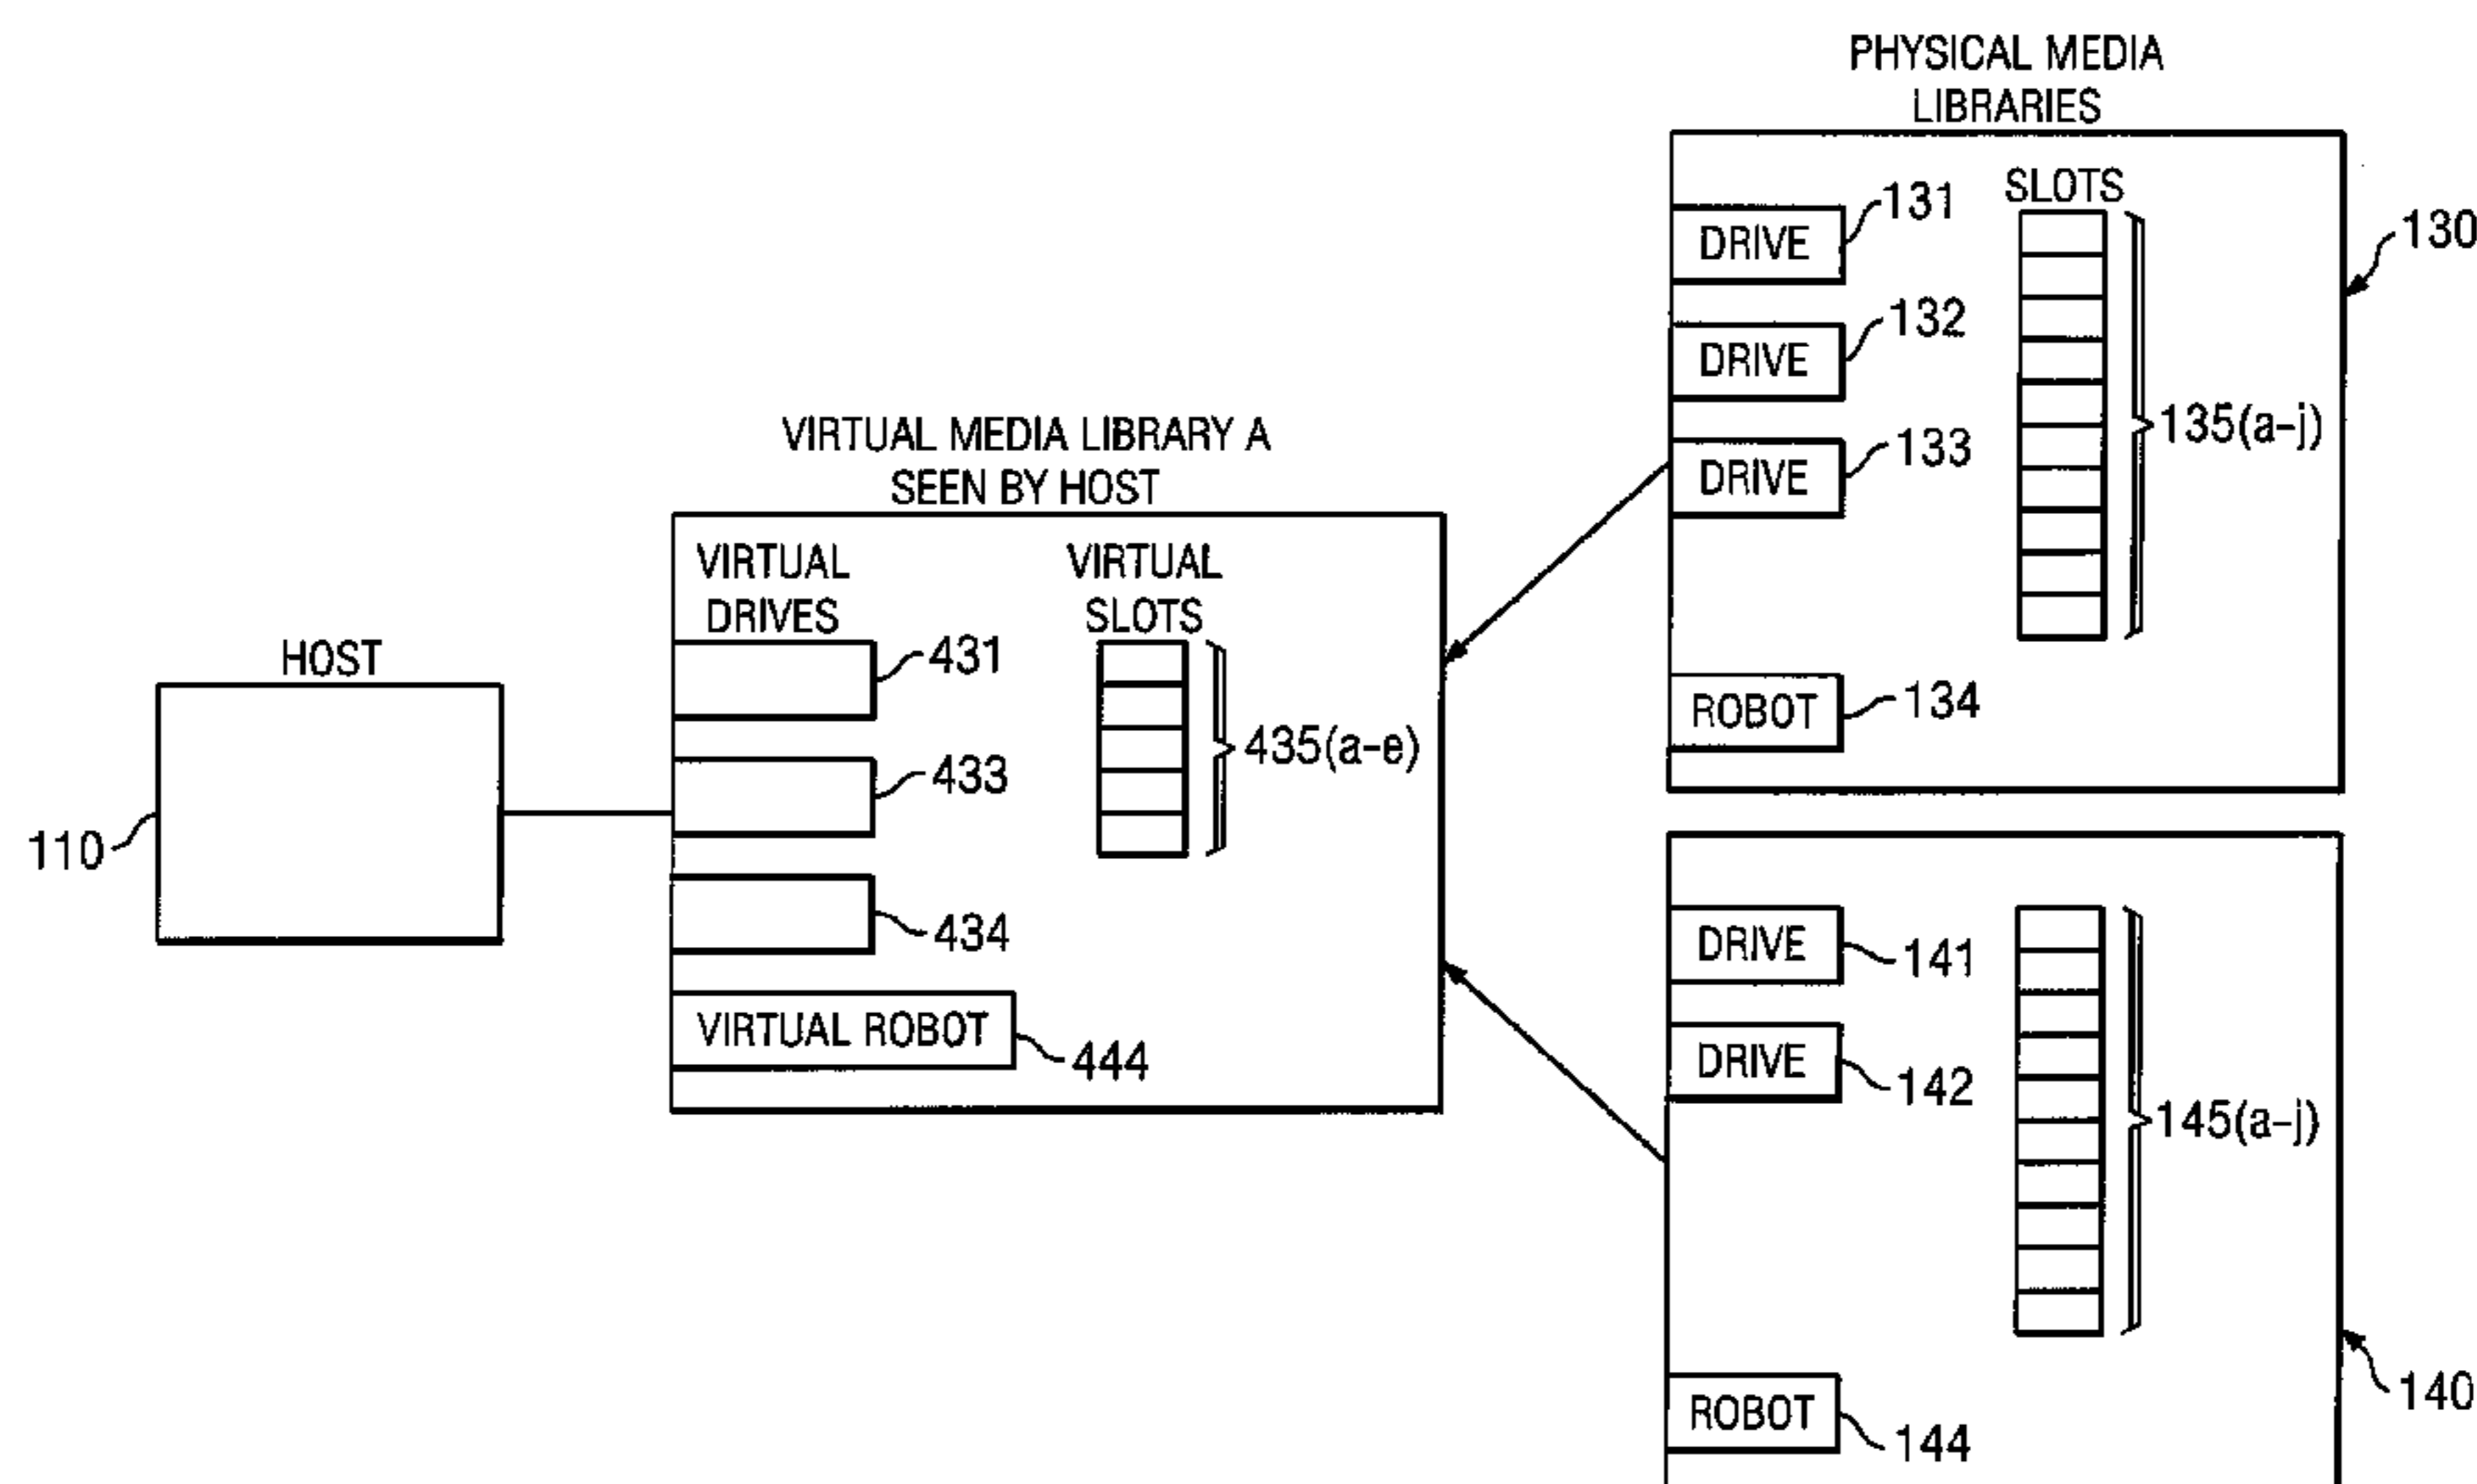 PHYSICAL MEDIA
LIBRARIES
SLOTS
DRIVE
131
DRIVE
132
DRIVE
133
135(a-j)
130
ROBOT
134
VIRTUAL MEDIA LIBRARY A
SEEN BY HOST
VIRTUAL
DRIVES
VIRTUAL
SLOTS
431
433
434
435(a-e)
VIRTUAL ROBOT
444
HOST
110
DRIVE
141
DRIVE
142
145(a-j)
ROBOT
144
140